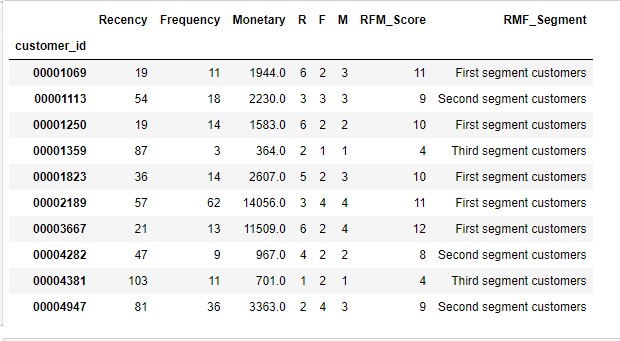 Recency Frequency Monetary R F M RFM_Score RMF_Segment
customer_id
00001069 19 11 1944.0 6 2 3 11 First segment customers
00001113 54 18 2230.0 3 3 3 9 Second segment customers
00001250 19 14 1583.0 6 2 2 10 First segment customers
00001359 87 3 364.0 2 1 1 4 Third segment customers
00001823 36 14 2607.0 5 2 3 10 First segment customers
00002189 57 62 14056.0 3 4 4 11 First segment customers
00003667 21 13 11509.0 6 2 4 12 First segment customers
00004282 47 9 967.0 4 2 2 8 Second segment customers
00004381 103 11 701.0 1 2 1 4 Third segment customers
00004947 81 36 3363.0 2 4 3 9 Second segment customers